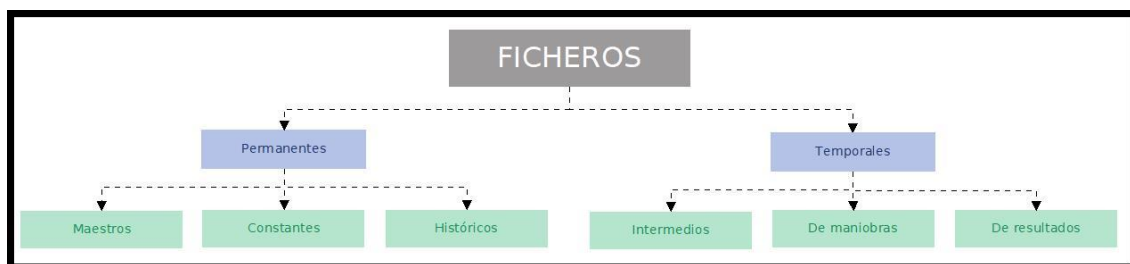 FICHEROS
Permanentes
Temporales
Maestros
Constantes
Históricos
Intermedios
De maniobras
De resultados